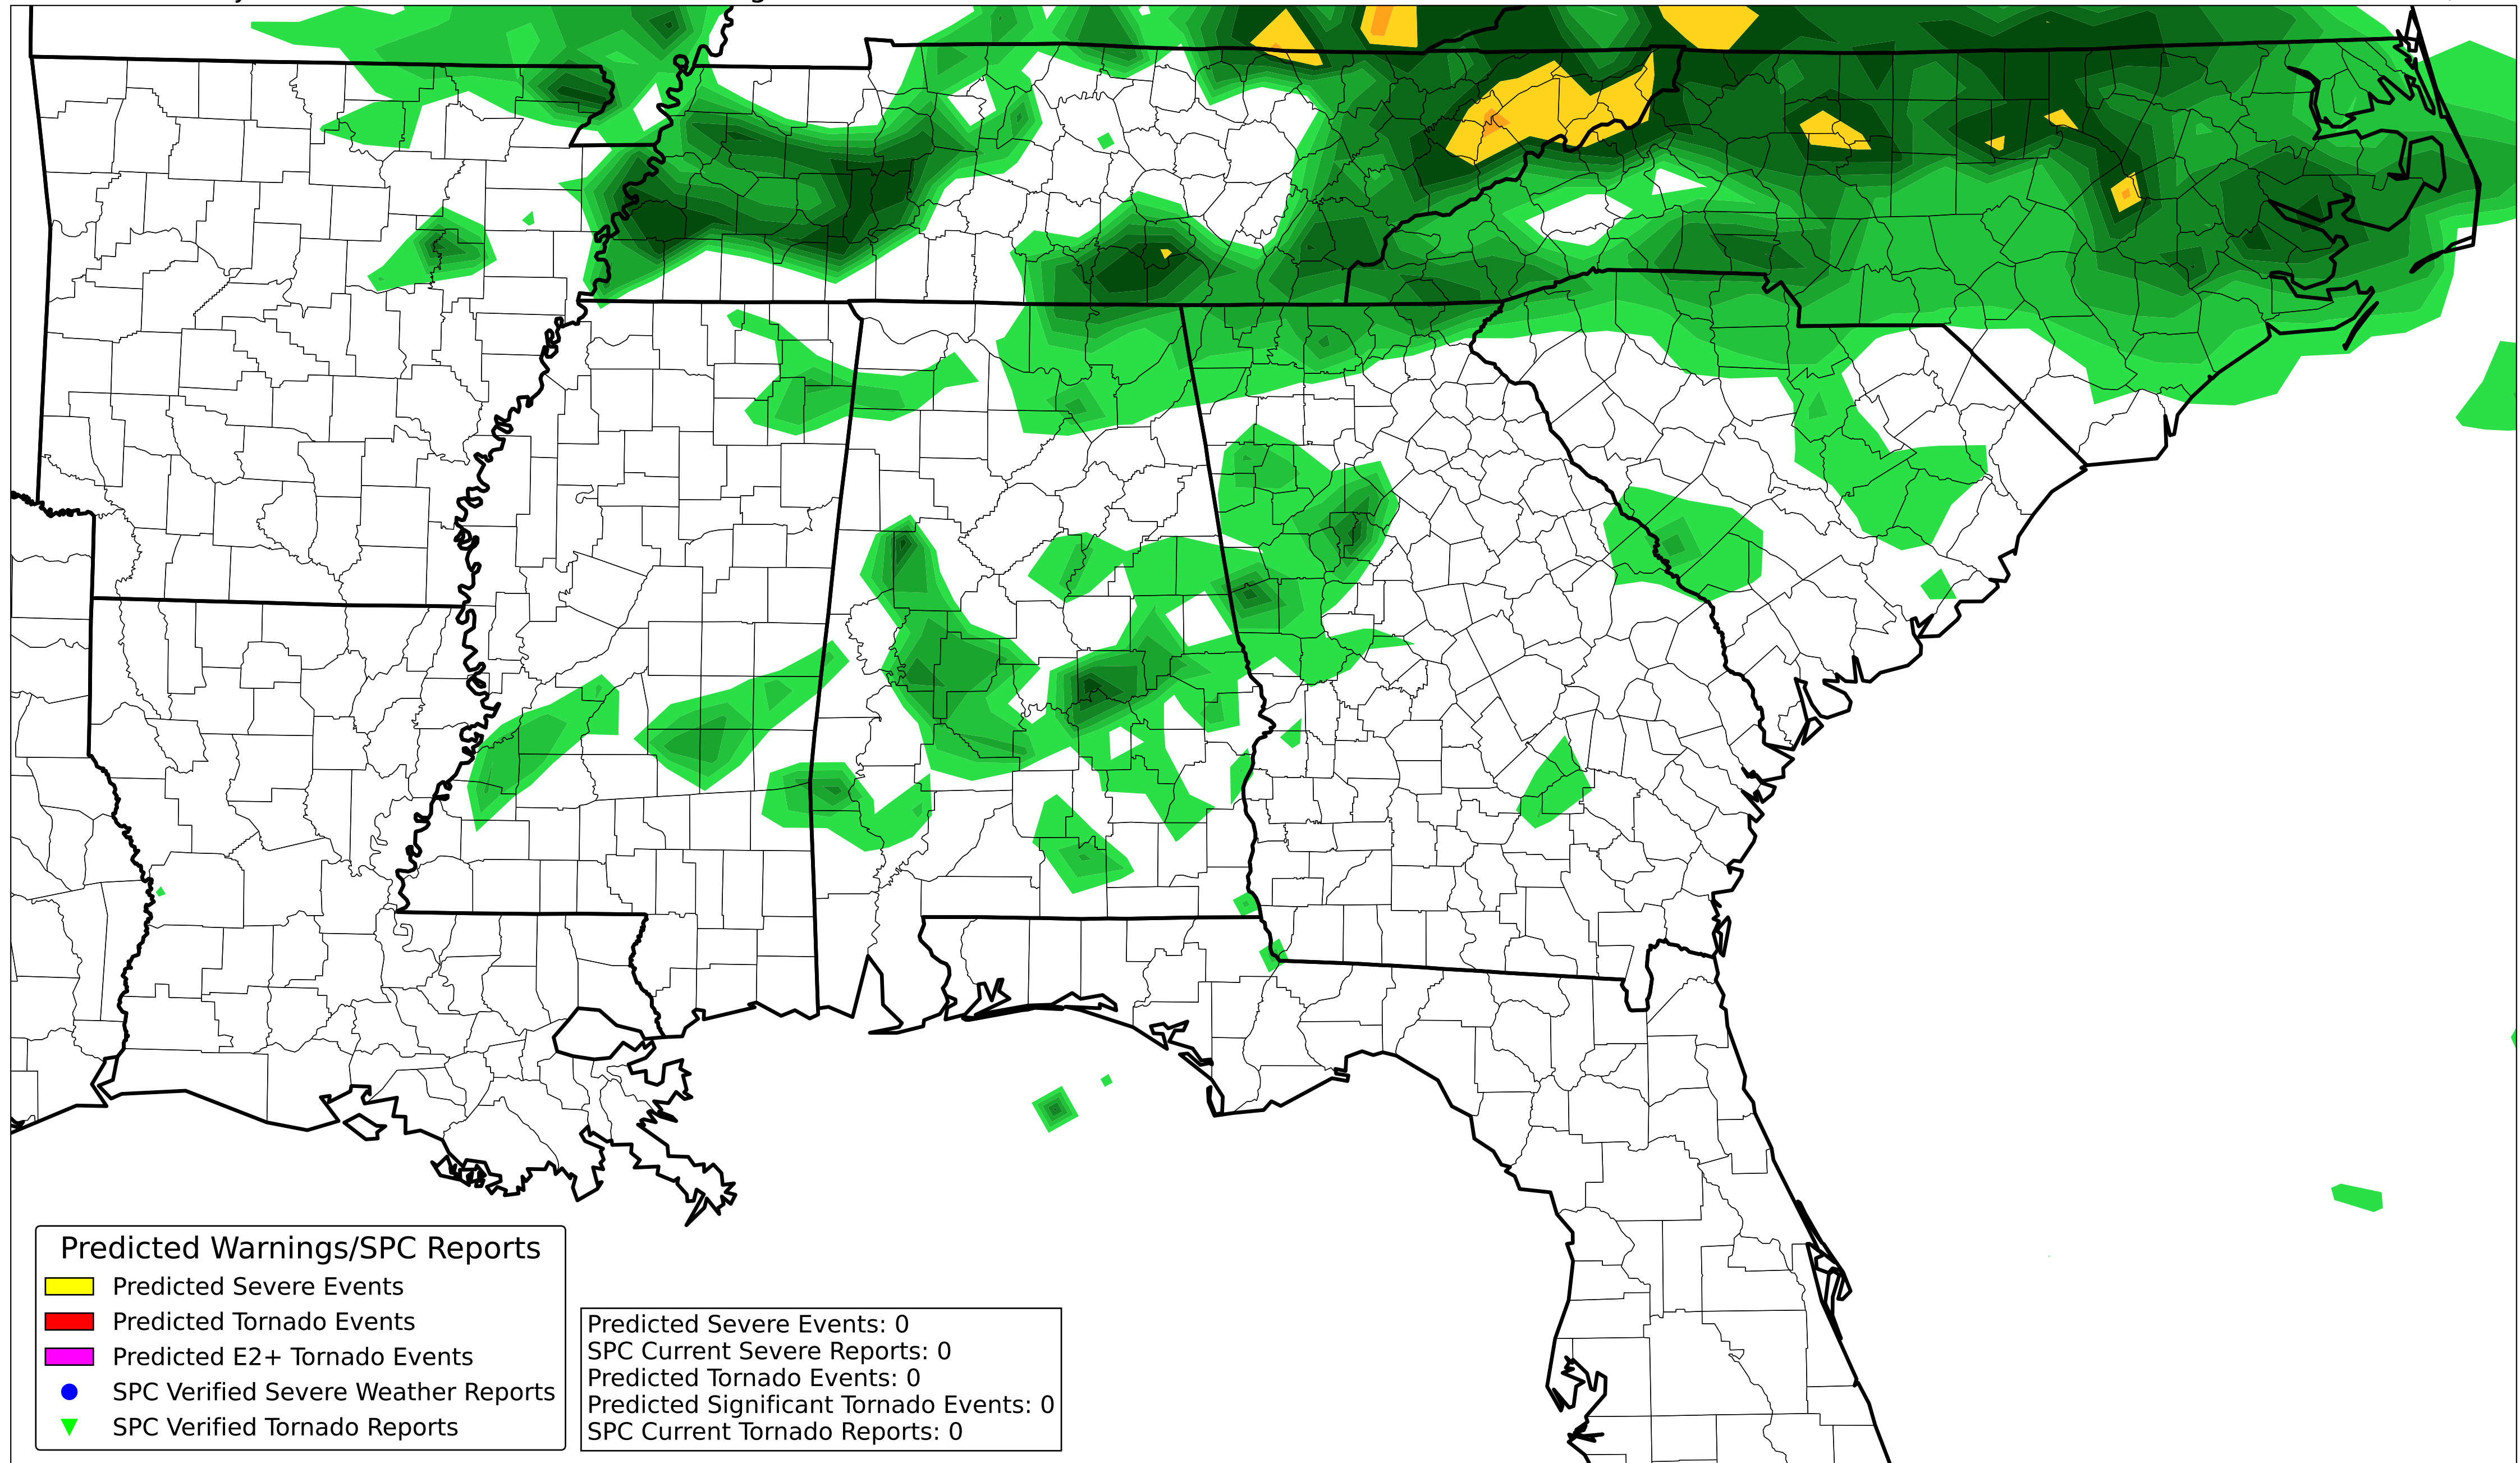 Predicted Warnings/SPC Reports
Predicted Severe Events
Predicted Tornado Events
Predicted E2+ Tornado Events
SPC Verified Severe Weather Reports
SPC Verified Tornado Reports
Predicted Severe Events: 0
SPC Current Severe Reports: 0
Predicted Tornado Events: 0
Predicted Significant Tornado Events: 0
SPC Current Tornado Reports: 0